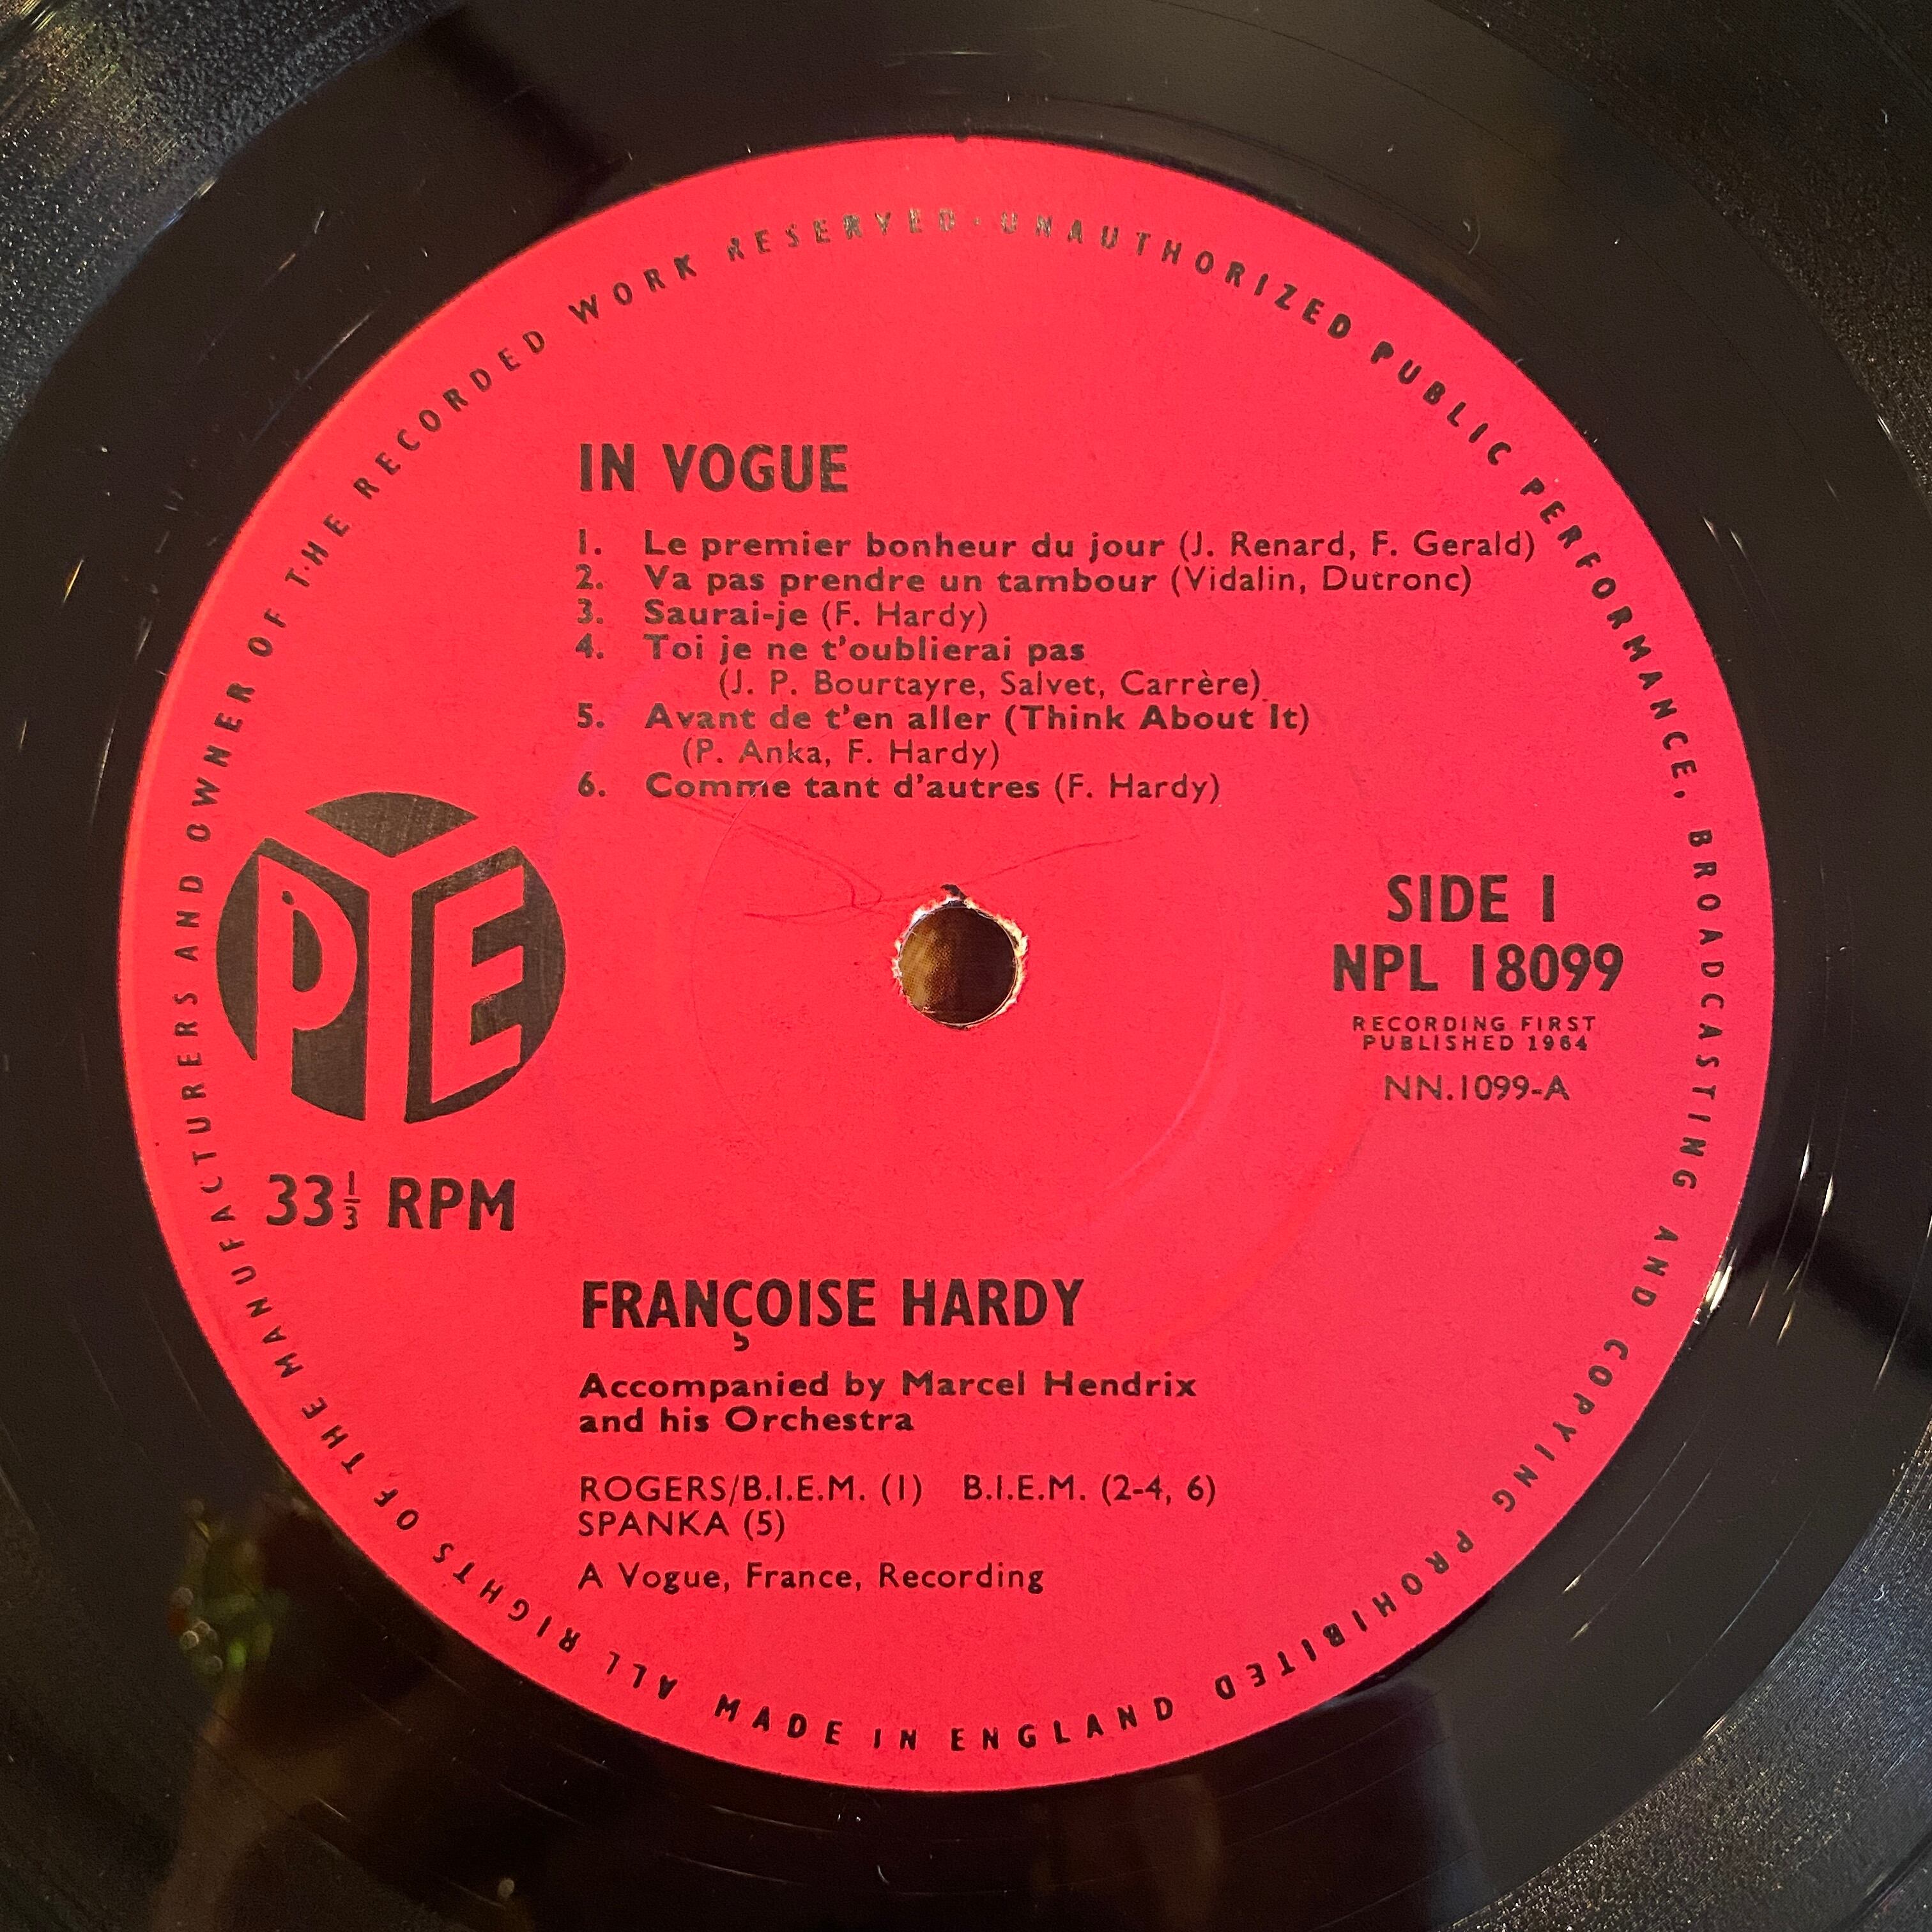 IN VOGUE
1. Le premier bonheur du jour (J. Renard, F. Gerald)
2. Va pas prendre un tambour (Vidalin, Dutronc)
3. Saurai-je (F. Hardy)
4. Toi je ne t'oublierai pas
(J. P. Bourtayre, Salvet, Carrère)
5. Avant de t'en aller (Think About It)
(P. Anka, F. Hardy)
6. Comme tant d'autres (F. Hardy)
PYE
33⅓ RPM
SIDE 1
NPL 18099
RECORDING FIRST
PUBLISHED 1964
NN.1099-A
FRANÇOISE HARDY
Accompanied by Marcel Hendrix
and his Orchestra
ROGERS/B.I.E.M. (1) B.I.E.M. (2-4, 6)
SPANKA (5)
A Vogue, France, Recording
ALL RIGHTS OF THE MANUFACTURERS AND OWNER OF THE RECORDED WORK RESERVED · UNAUTHORIZED PUBLIC PERFORMANCE, BROADCASTING AND COPYING PROHIBITED
MADE IN ENGLAND